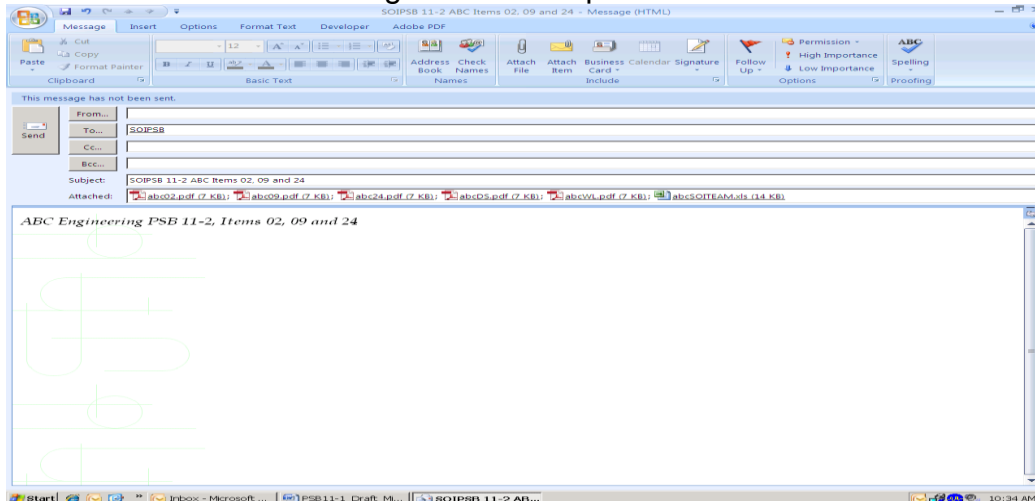 SOIPSB 11-2 ABC Items 02, 09 and 24 - Message (HTML)
Message Insert Options Format Text Developer Adobe PDF
Paste
Cut
Copy
Format Painter
Clipboard
12
B I U
Basic Text
Address Book
Check Names
Names
Attach File
Attach Item
Business Card
Calendar
Signature
Include
Follow Up
Permission
High Importance
Low Importance
Options
ABC
Spelling
Proofing
This message has not been sent.
Send
From...
To... SOIPSB
Cc...
Bcc...
Subject: SOIPSB 11-2 ABC Items 02, 09 and 24
Attached: abc02.pdf (7 KB); abc09.pdf (7 KB); abc24.pdf (7 KB); abcDS.pdf (7 KB); abcWL.pdf (7 KB); abcSOITEAM.xls (14 KB)
ABC Engineering PSB 11-2, Items 02, 09 and 24
Start Inbox - Microsoft ... PSB11-1 Draft Mi... SOIPSB 11-2 AB... 10:34 AM